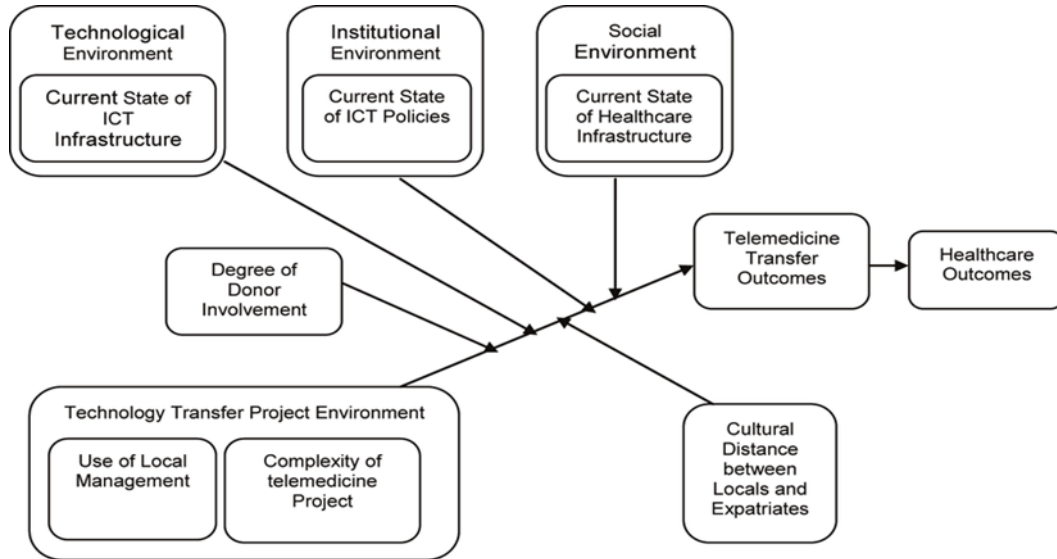 Technological
Environment
Current State of
ICT
Infrastructure
Institutional
Environment
Current State
of ICT Policies
Social
Environment
Current State
of Healthcare
Infrastructure
Telemedicine
Transfer
Outcomes
Healthcare
Outcomes
Degree of
Donor
Involvement
Technology Transfer Project Environment
Use of Local
Management
Complexity of
telemedicine
Project
Cultural
Distance
between
Locals and
Expatriates